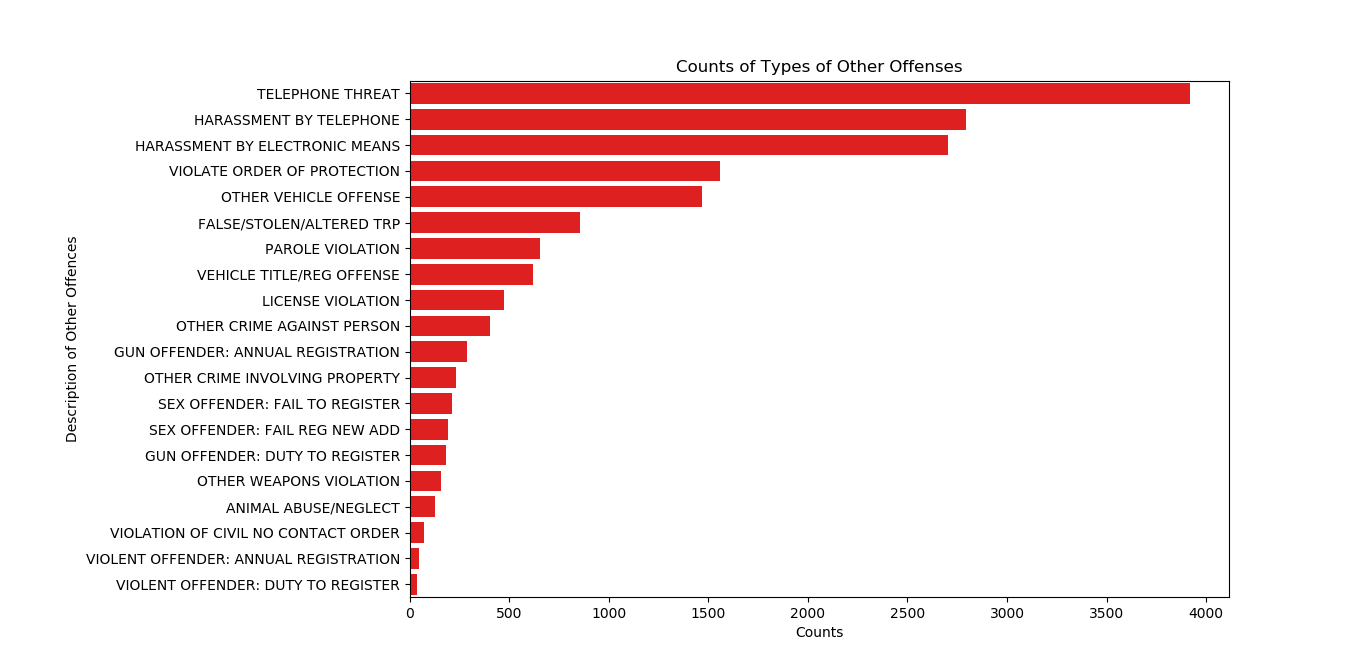 Counts of Types of Other Offenses
Description of Other Offences
TELEPHONE THREAT
HARASSMENT BY TELEPHONE
HARASSMENT BY ELECTRONIC MEANS
VIOLATE ORDER OF PROTECTION
OTHER VEHICLE OFFENSE
FALSE/STOLEN/ALTERED TRP
PAROLE VIOLATION
VEHICLE TITLE/REG OFFENSE
LICENSE VIOLATION
OTHER CRIME AGAINST PERSON
GUN OFFENDER: ANNUAL REGISTRATION
OTHER CRIME INVOLVING PROPERTY
SEX OFFENDER: FAIL TO REGISTER
SEX OFFENDER: FAIL REG NEW ADD
GUN OFFENDER: DUTY TO REGISTER
OTHER WEAPONS VIOLATION
ANIMAL ABUSE/NEGLECT
VIOLATION OF CIVIL NO CONTACT ORDER
VIOLENT OFFENDER: ANNUAL REGISTRATION
VIOLENT OFFENDER: DUTY TO REGISTER
0 500 1000 1500 2000 2500 3000 3500 4000
Counts